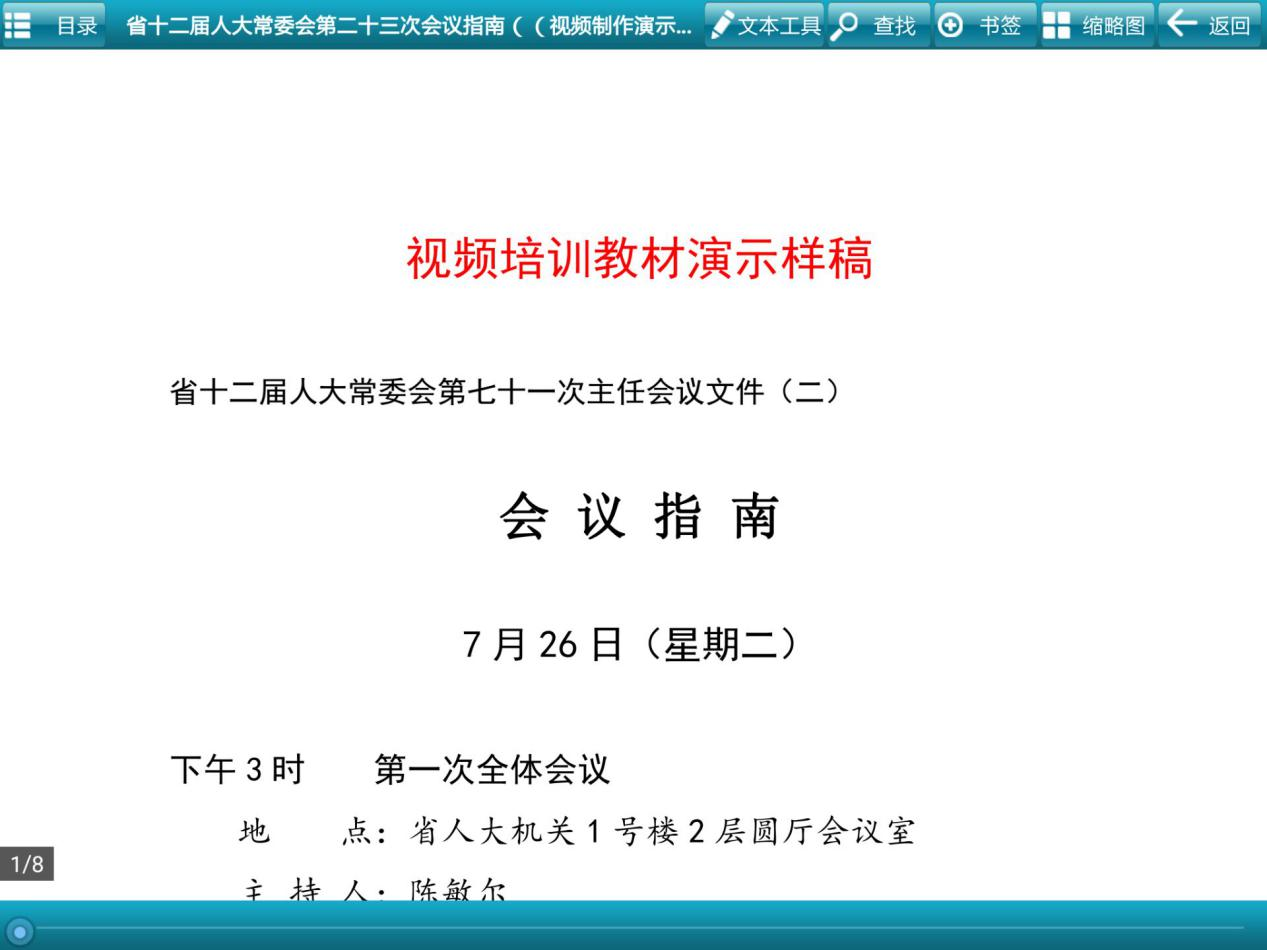 目录 省十二届人大常委会第二十三次会议指南（（视频制作演示... 文本工具 查找 书签 缩略图 返回
视频培训教材演示样稿
省十二届人大常委会第七十一次主任会议文件（二）
会 议 指 南
7 月 26 日（星期二）
下午 3 时 第一次全体会议
地 点：省人大机关 1 号楼 2 层圆厅会议室
1/8
主 持 人：陈敏尔